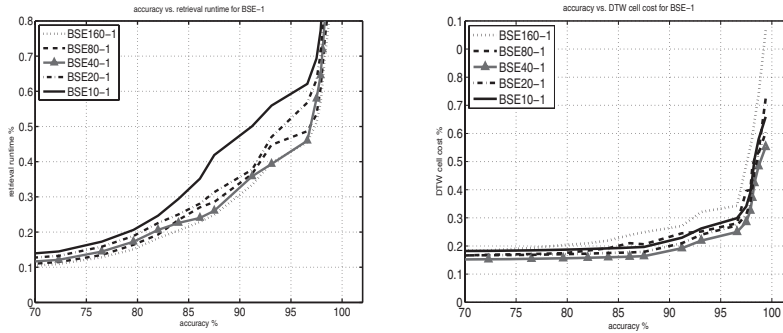 accuracy vs. retrieval runtime for BSE−1
0.8
0.7
0.6
0.5
0.4
0.3
0.2
0.1
0
retrieval runtime %
BSE160−1
BSE80−1
BSE40−1
BSE20−1
BSE10−1
70 75 80 85 90 95 100
accuracy %
accuracy vs. DTW cell cost for BSE−1
0.1
0
0.8
0.7
0.6
0.5
0.4
0.3
0.2
0.1
0
DTW cell cost %
BSE160−1
BSE80−1
BSE40−1
BSE20−1
BSE10−1
70 75 80 85 90 95 100
accuracy %